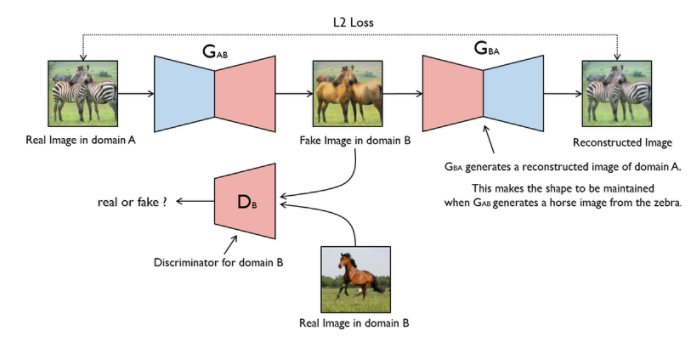 L2 Loss
GAB
GBA
Real Image in domain A
Fake Image in domain B
Reconstructed Image
GBA generates a reconstructed image of domain A.
This makes the shape to be maintained
when GAB generates a horse image from the zebra.
real or fake ?
DB
Discriminator for domain B
Real Image in domain B